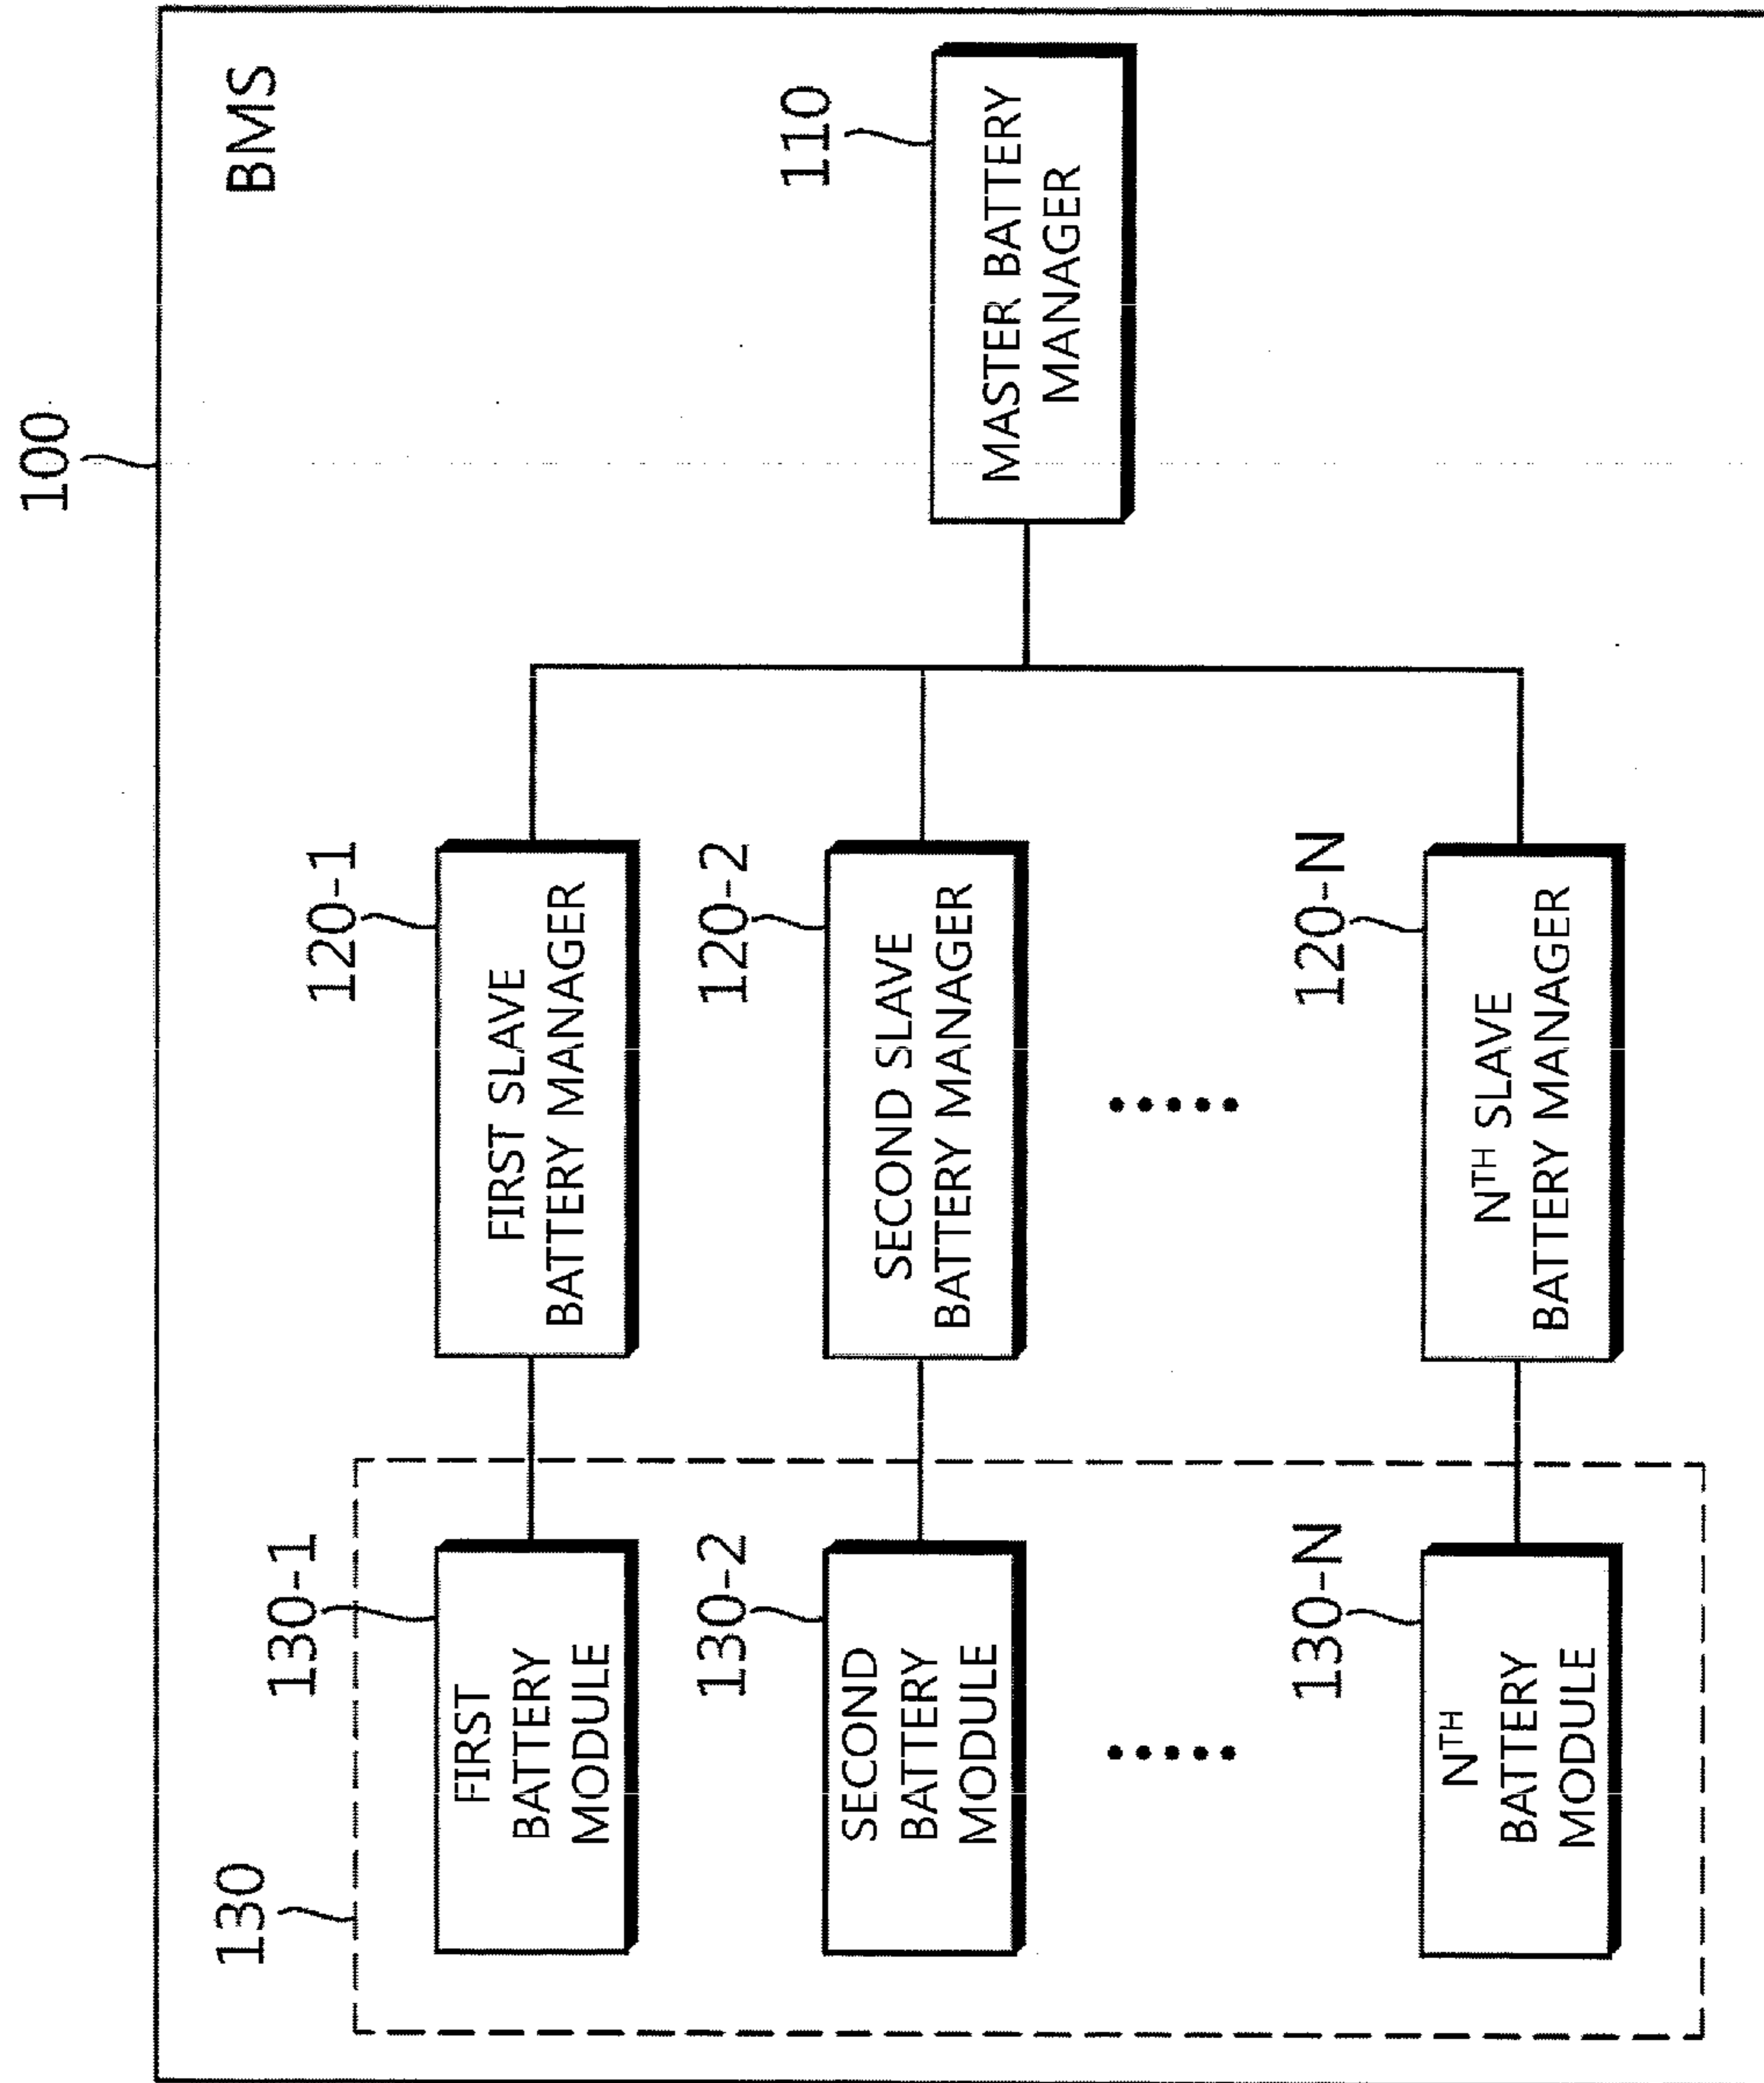 100
BMS
130
130-1
FIRST
BATTERY
MODULE
120-1
FIRST SLAVE
BATTERY MANAGER
130-2
SECOND
BATTERY
MODULE
120-2
SECOND SLAVE
BATTERY MANAGER
110
MASTER BATTERY
MANAGER
130-N
NTH
BATTERY
MODULE
120-N
NTH SLAVE
BATTERY MANAGER